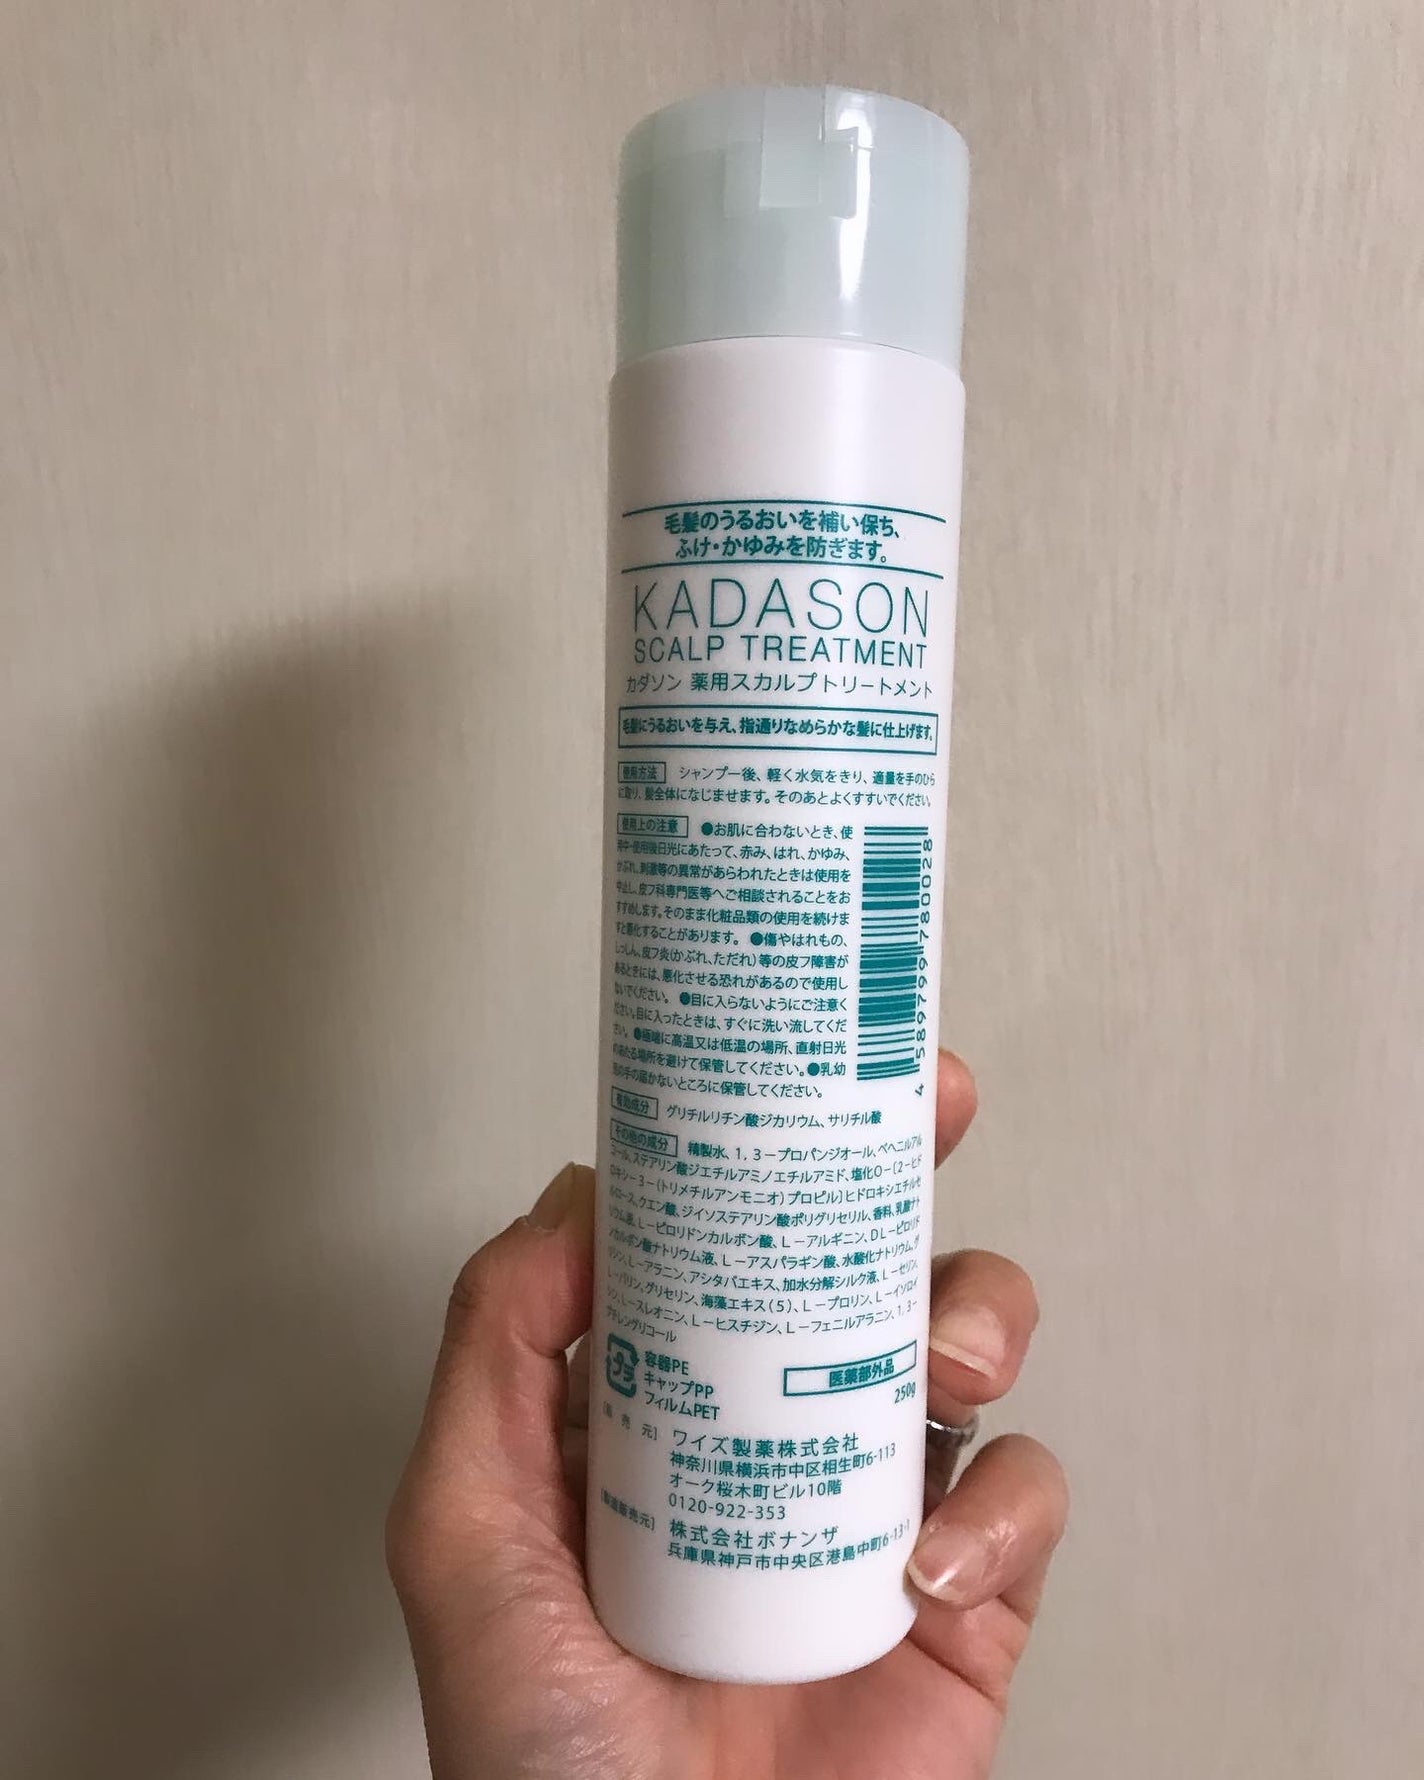 毛髪のうるおいを補い保ち、
ふけ・かゆみを防ぎます。
KADASON
SCALP TREATMENT
カダソン 薬用スカルプトリートメント
毛髪にうるおいを与え、指通りなめらかな髪に仕上げます。
使用方法 シャンプー後、軽く水気をきり、適量を手のひら
に取り、髪全体になじませます。そのあとよくすすいでください。
使用上の注意 ●お肌に合わないとき、使
用中・使用後日光にあたって、赤み、はれ、かゆみ、
かぶれ、刺激等の異常があらわれたときは使用を
中止し、皮フ科専門医等へご相談されることをお
すすめします。そのまま化粧品類の使用を続けま
すと悪化することがあります。 ●傷やはれもの、
しっしん、皮フ炎(かぶれ、ただれ)等の皮フ障害が
あるときには、悪化させる恐れがあるので使用し
ないでください。 ●目に入らないようにご注意く
ださい。目に入ったときは、すぐに洗い流してくだ
さい。 ●極端に高温又は低温の場所、直射日光
のあたる場所を避けて保管してください。●乳幼
児の手の届かないところに保管してください。
4 589799 780028
有効成分 グリチルリチン酸ジカリウム、サリチル酸
その他の成分 精製水、1,3－プロパンジオール、ベヘニルアル
コール、ステアリン酸ジエチルアミノエチルアミド、塩化O－〔2－ヒド
ロキシ－3－(トリメチルアンモニオ)プロピル〕ヒドロキシエチルセ
ルロース、クエン酸、ジイソステアリン酸ポリグリセリル、香料、乳酸ナト
リウム液、L－ピロリドンカルボン酸、L－アルギニン、DL－ピロリド
ンカルボン酸ナトリウム液、L－アスパラギン酸、水酸化ナトリウム、グ
リシン、L－アラニン、アシタバエキス、加水分解シルク液、L－セリン、
L－バリン、グリセリン、海藻エキス(5)、L－プロリン、L－イソロイ
シン、L－スレオニン、L－ヒスチジン、L－フェニルアラニン、1,3－
ブチレングリコール
プラ
容器PE
キャップPP
フィルムPET
医薬部外品
250g
[販 売 元] ワイズ製薬株式会社
神奈川県横浜市中区相生町6-113
オーク桜木町ビル10階
0120-922-353
[製造販売元] 株式会社ボナンザ
兵庫県神戸市中央区港島中町6-13-1